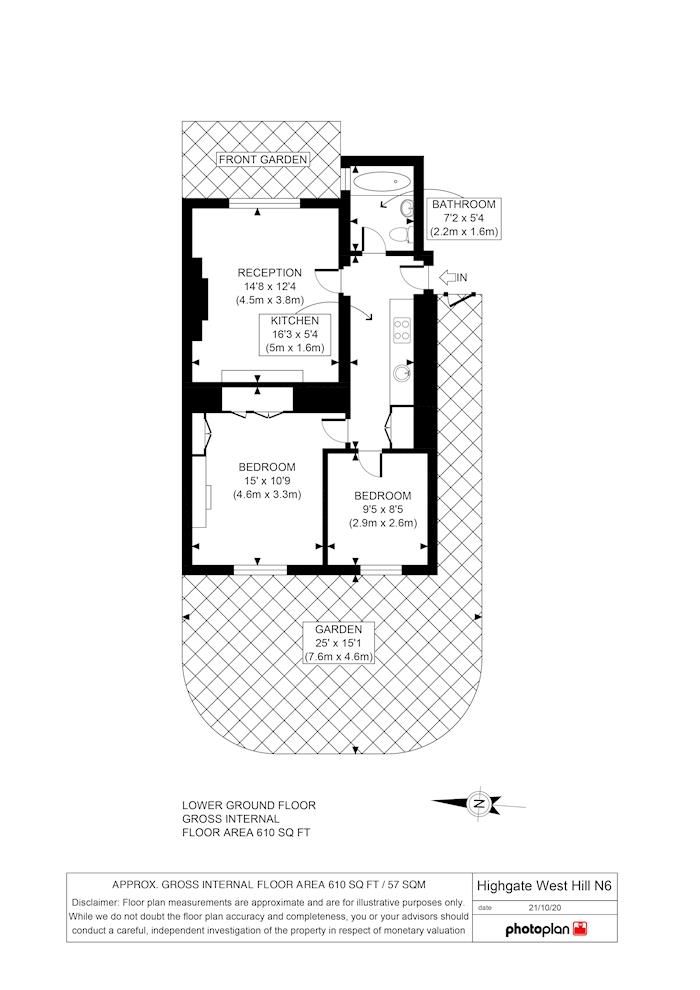 FRONT GARDEN
BATHROOM
7'2 x 5'4
(2.2m x 1.6m)
RECEPTION
14'8 x 12'4
(4.5m x 3.8m)
IN
KITCHEN
16'3 x 5'4
(5m x 1.6m)
BEDROOM
15' x 10'9
(4.6m x 3.3m)
BEDROOM
9'5 x 8'5
(2.9m x 2.6m)
GARDEN
25' x 15'1
(7.6m x 4.6m)
LOWER GROUND FLOOR
GROSS INTERNAL
FLOOR AREA 610 SQ FT
N
APPROX. GROSS INTERNAL FLOOR AREA 610 SQ FT / 57 SQM
Disclaimer: Floor plan measurements are approximate and are for illustrative purposes only.
While we do not doubt the floor plan accuracy and completeness, you or your advisors should
conduct a careful, independent investigation of the property in respect of monetary valuation
Highgate West Hill N6
date 21/10/20
photoplan